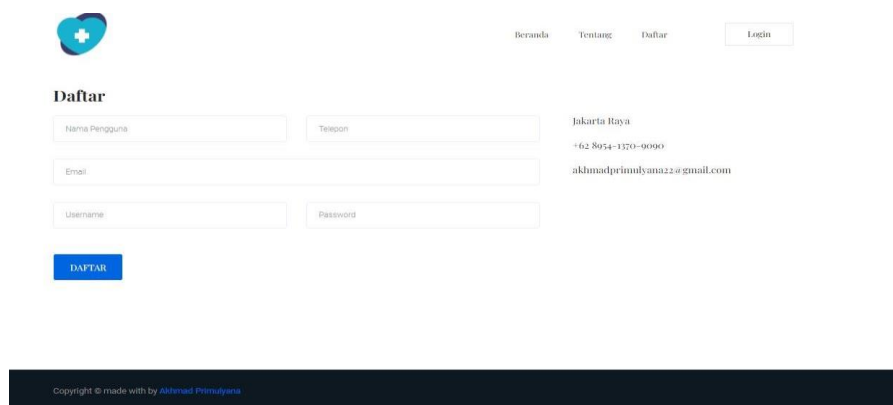 Beranda Tentang Daftar Login
Daftar
Nama Pengguna Telepon
Email
Username Password
DAFTAR
Jakarta Raya
+62 8954-1370-9090
akhmadprimulyana22@gmail.com
Copyright © made with by Akhmad Primulyana